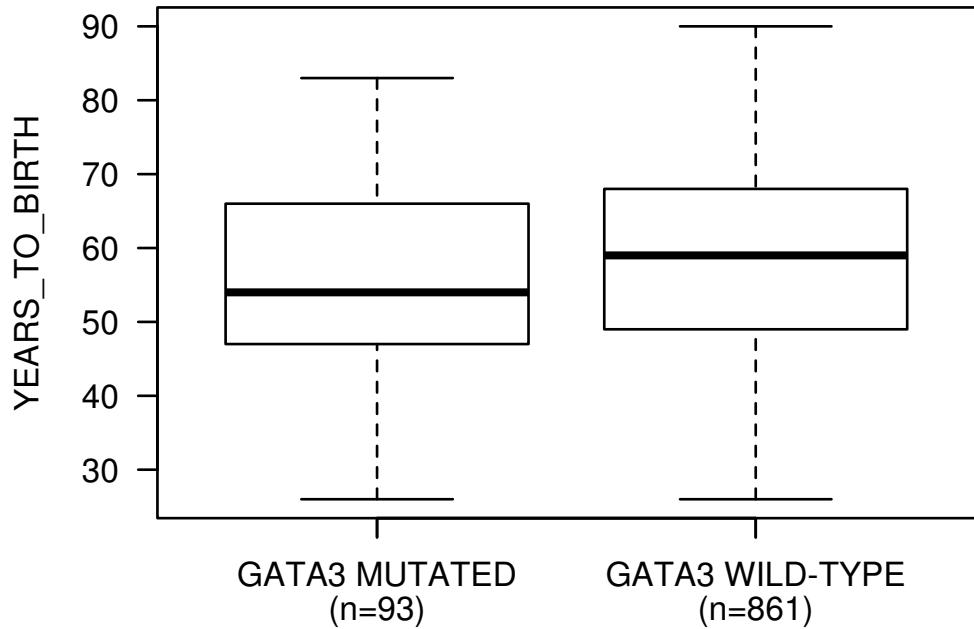 YEARS_TO_BIRTH
90
80
70
60
50
40
30
GATA3 MUTATED
(n=93)
GATA3 WILD-TYPE
(n=861)